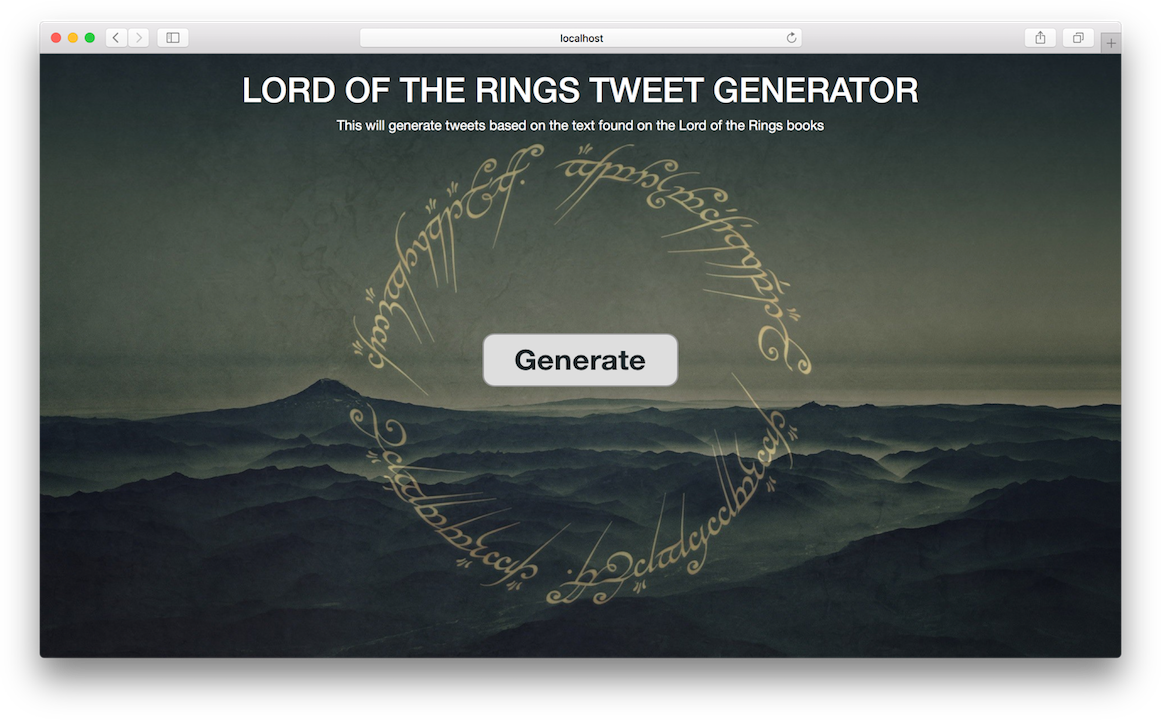 localhost
LORD OF THE RINGS TWEET GENERATOR
This will generate tweets based on the text found on the Lord of the Rings books
Generate